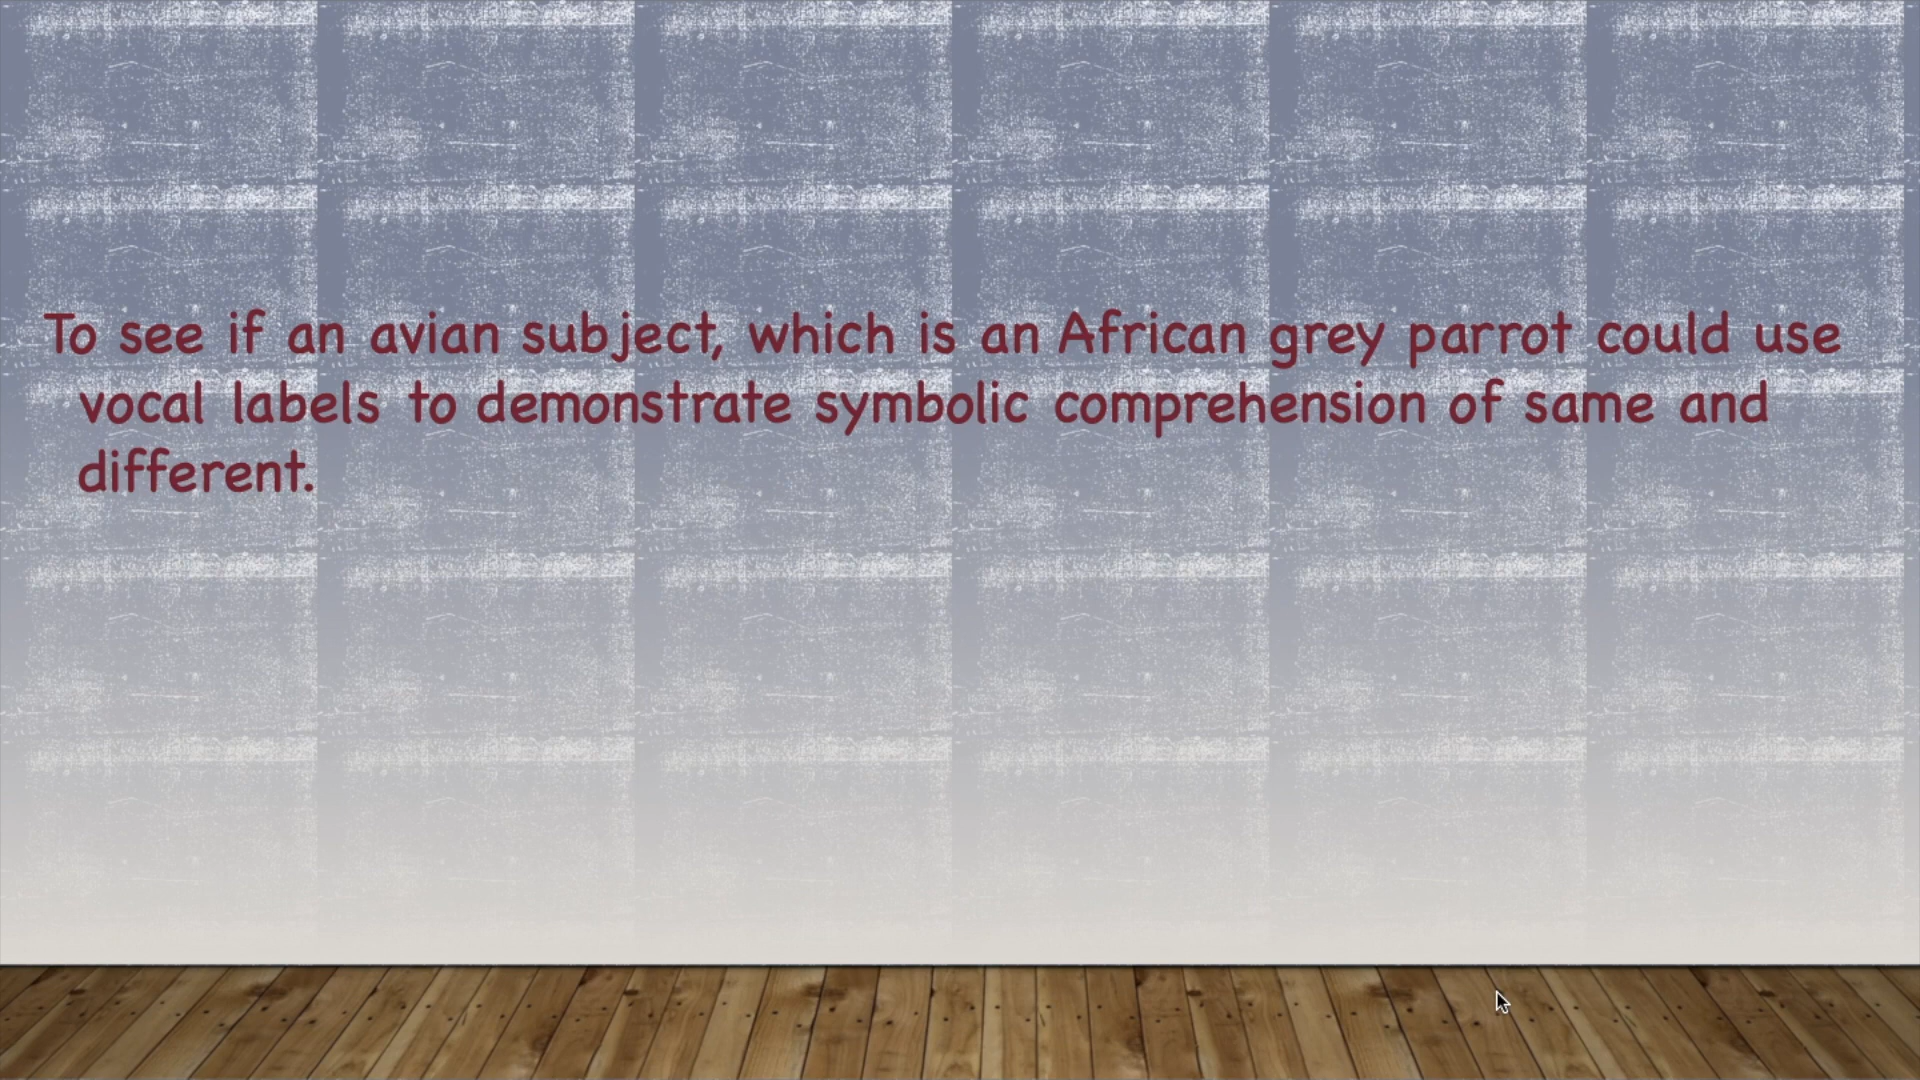 To see if an avian subject, which is an African grey parrot could use
vocal labels to demonstrate symbolic comprehension of same and
different.